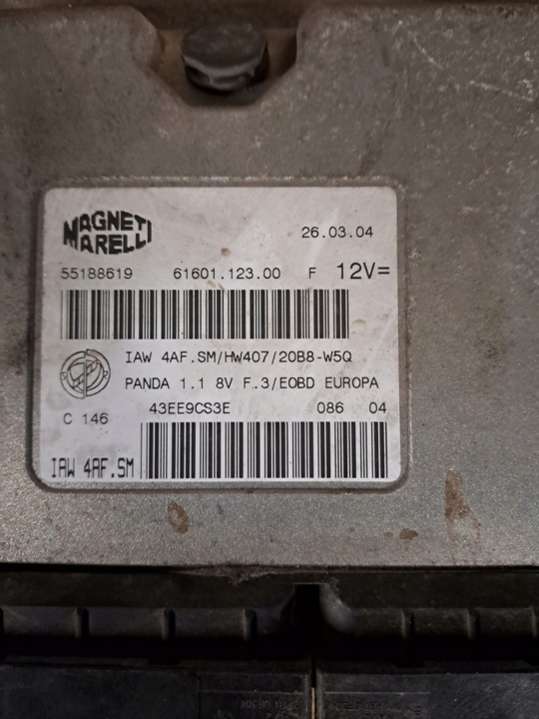 MAGNETI
MARELLI
26.03.04
55188619 61601.123.00 F 12V=
IAW 4AF.SM/HW407/20B8-W5Q
PANDA 1.1 8V F.3/EOBD EUROPA
43EE9CS3E 086 04
C 146
IAW 4AF.SM